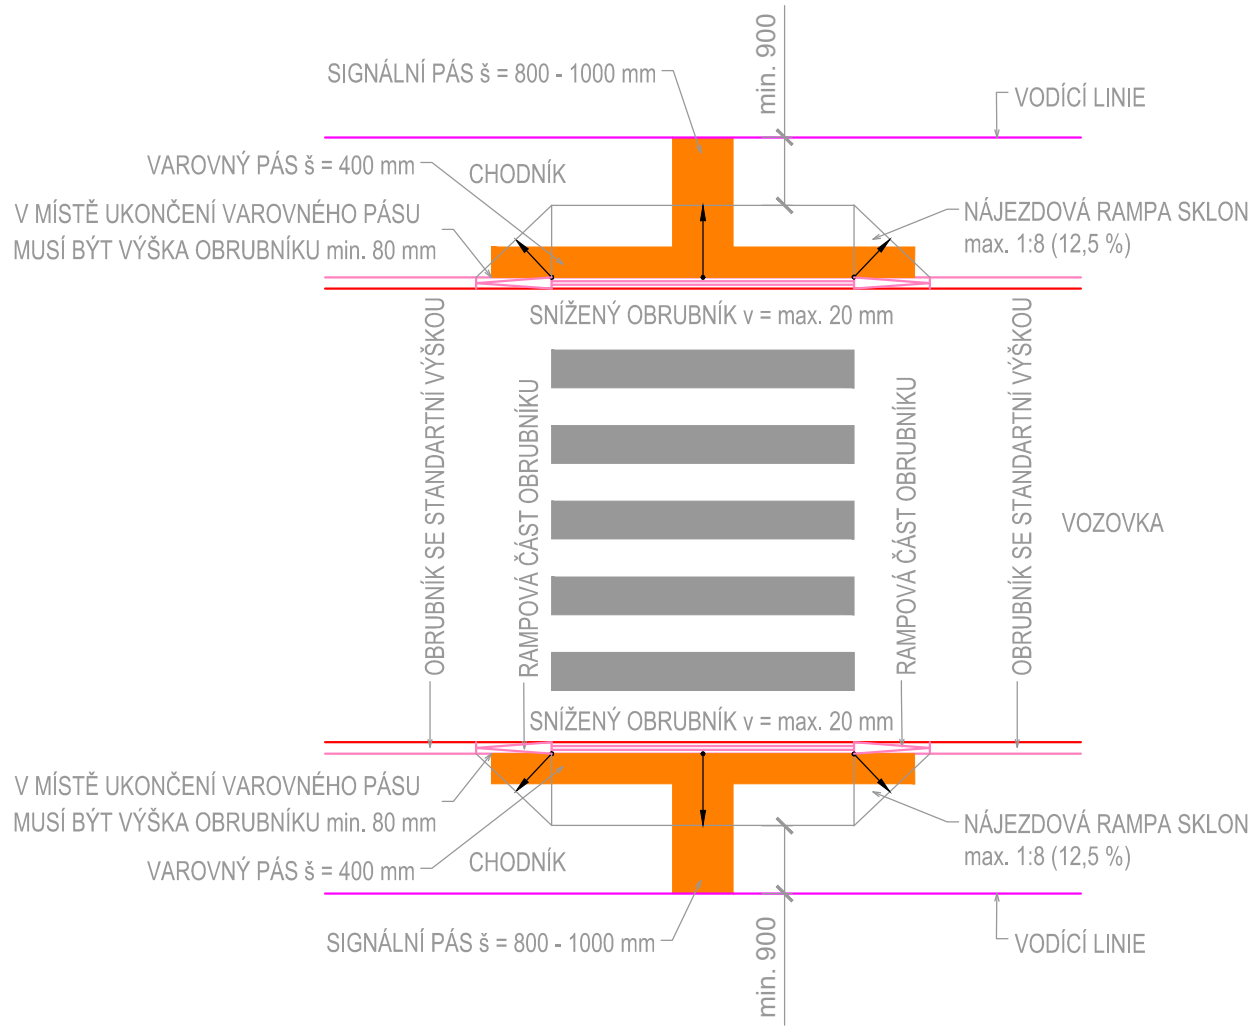 min. 900
SIGNÁLNÍ PÁS š = 800 - 1000 mm
VODÍCÍ LINIE
VAROVNÝ PÁS š = 400 mm
CHODNÍK
V MÍSTĚ UKONČENÍ VAROVNÉHO PÁSU
MUSÍ BÝT VÝŠKA OBRUBNÍKU min. 80 mm
NÁJEZDOVÁ RAMPA SKLON
max. 1:8 (12,5 %)
SNÍŽENÝ OBRUBNÍK v = max. 20 mm
OBRUBNÍK SE STANDARTNÍ VÝŠKOU
RAMPOVÁ ČÁST OBRUBNÍKU
RAMPOVÁ ČÁST OBRUBNÍKU
OBRUBNÍK SE STANDARTNÍ VÝŠKOU
VOZOVKA
SNÍŽENÝ OBRUBNÍK v = max. 20 mm
V MÍSTĚ UKONČENÍ VAROVNÉHO PÁSU
MUSÍ BÝT VÝŠKA OBRUBNÍKU min. 80 mm
NÁJEZDOVÁ RAMPA SKLON
max. 1:8 (12,5 %)
VAROVNÝ PÁS š = 400 mm
CHODNÍK
SIGNÁLNÍ PÁS š = 800 - 1000 mm
VODÍCÍ LINIE
min. 900